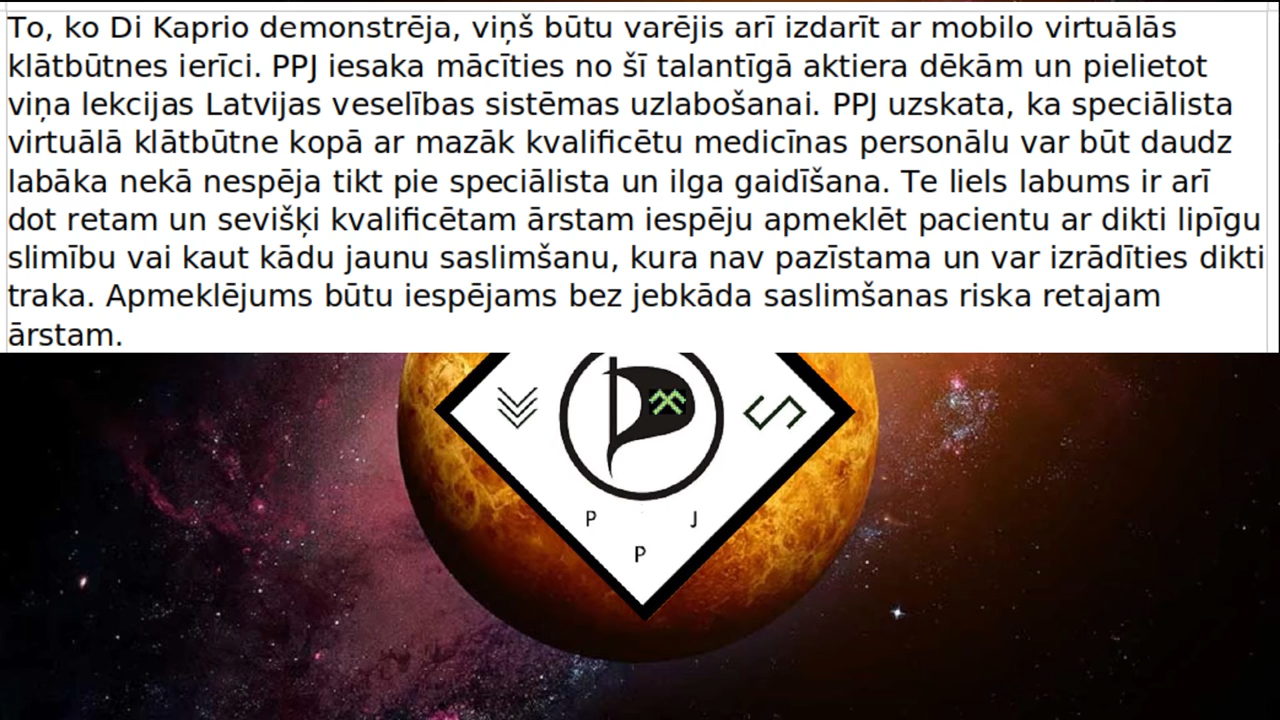 To, ko Di Kaprio demonstrēja, viņš būtu varējis arī izdarīt ar mobilo virtuālās
klātbūtnes ierīci. PPJ iesaka mācīties no šī talantīgā aktiera dēkām un pielietot
viņa lekcijas Latvijas veselības sistēmas uzlabošanai. PPJ uzskata, ka speciālista
virtuālā klātbūtne kopā ar mazāk kvalificētu medicīnas personālu var būt daudz
labāka nekā nespēja tikt pie speciālista un ilga gaidīšana. Te liels labums ir arī
dot retam un sevišķi kvalificētam ārstam iespēju apmeklēt pacientu ar dikti lipīgu
slimību vai kaut kādu jaunu saslimšanu, kura nav pazīstama un var izrādīties dikti
traka. Apmeklējums būtu iespējams bez jebkāda saslimšanas riska retajam
ārstam.
P J
P